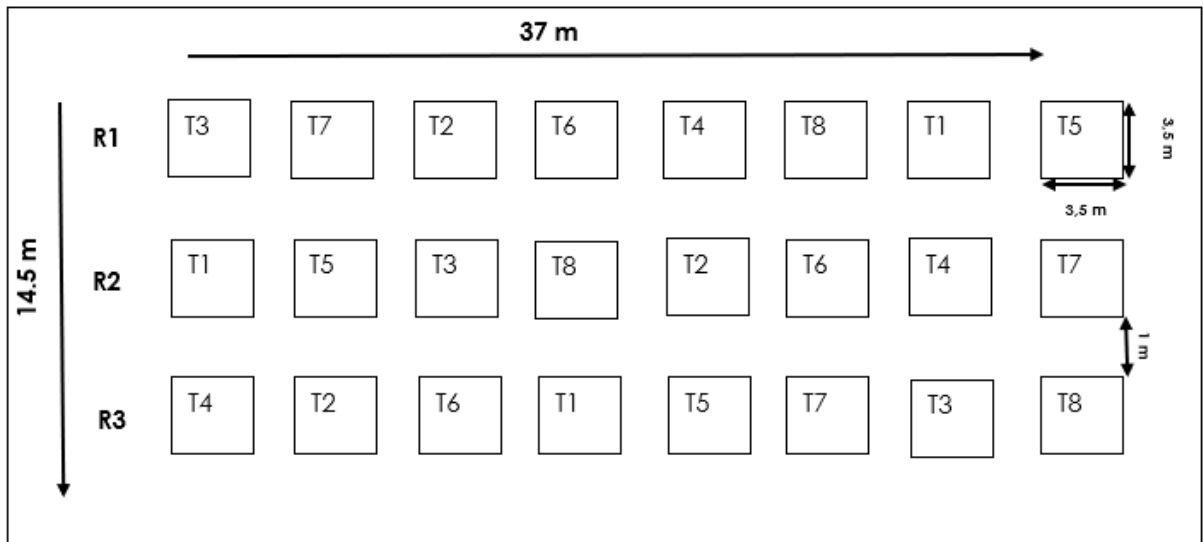 37 m
R1 T3 T7 T2 T6 T4 T8 T1 T5
3,5 m
3,5 m
14.5 m
R2 T1 T5 T3 T8 T2 T6 T4 T7
1 m
R3 T4 T2 T6 T1 T5 T7 T3 T8